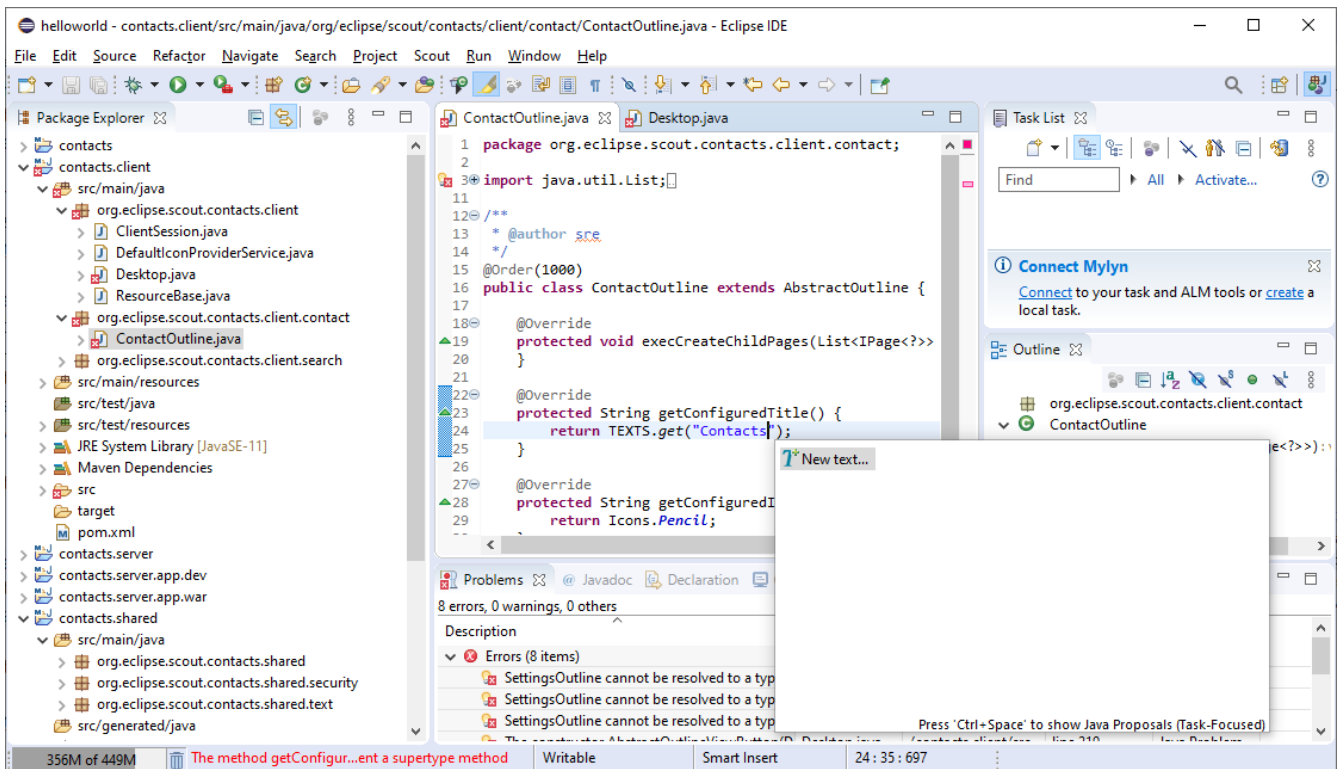 helloworld - contacts.client/src/main/java/org/eclipse/scout/contacts/client/contact/ContactOutline.java - Eclipse IDE
File Edit Source Refactor Navigate Search Project Scout Run Window Help
Package Explorer
contacts
contacts.client
src/main/java
org.eclipse.scout.contacts.client
ClientSession.java
DefaultIconProviderService.java
Desktop.java
ResourceBase.java
org.eclipse.scout.contacts.client.contact
ContactOutline.java
org.eclipse.scout.contacts.client.search
src/main/resources
src/test/java
src/test/resources
JRE System Library [JavaSE-11]
Maven Dependencies
src
target
pom.xml
contacts.server
contacts.server.app.dev
contacts.server.app.war
contacts.shared
src/main/java
org.eclipse.scout.contacts.shared
org.eclipse.scout.contacts.shared.security
org.eclipse.scout.contacts.shared.text
src/generated/java
ContactOutline.java Desktop.java
1 package org.eclipse.scout.contacts.client.contact;
2
3 import java.util.List;
11
12 /**
13 * @author sre
14 */
15 @Order(1000)
16 public class ContactOutline extends AbstractOutline {
17
18 @Override
19 protected void execCreateChildPages(List<IPage<?>>
20 }
21
22 @Override
23 protected String getConfiguredTitle() {
24 return TEXTS.get("Contacts");
25 }
26
27 @Override
28 protected String getConfiguredI
29 return Icons.Pencil;
New text...
Press 'Ctrl+Space' to show Java Proposals (Task-Focused)
Problems @ Javadoc Declaration
8 errors, 0 warnings, 0 others
Description
Errors (8 items)
SettingsOutline cannot be resolved to a typ
SettingsOutline cannot be resolved to a typ
SettingsOutline cannot be resolved to a typ
Task List
Find All Activate...
Connect Mylyn
Connect to your task and ALM tools or create a
local task.
Outline
org.eclipse.scout.contacts.client.contact
ContactOutline
ge<?>>) :
356M of 449M The method getConfigur...ent a supertype method Writable Smart Insert 24 : 35 : 697